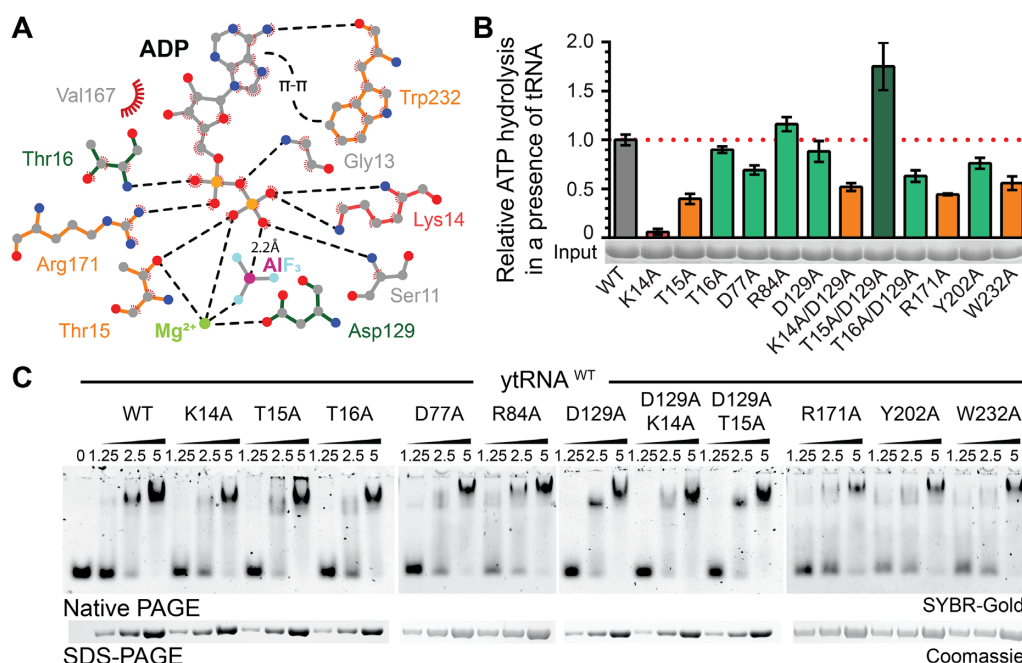 A
ADP
Val167
π-π
Trp232
Thr16
Gly13
Lys14
Arg171
2.2Å
AlF₃
Ser11
Thr15
Mg²⁺
Asp129
B
Relative ATP hydrolysis
in a presence of tRNA
2.0
1.5
1.0
0.5
0
Input
WT
K14A
T15A
T16A
D77A
R84A
D129A
K14A/D129A
T15A/D129A
T16A/D129A
R171A
Y202A
W232A
C
ytRNA WT
WT K14A T15A T16A D77A R84A D129A D129A K14A D129A T15A R171A Y202A W232A
0 1.25 2.5 5 1.25 2.5 5 1.25 2.5 5 1.25 2.5 5 1.25 2.5 5 1.25 2.5 5 1.25 2.5 5 1.25 2.5 5 1.25 2.5 5 1.25 2.5 5 1.25 2.5 5 1.25 2.5 5
Native PAGE SYBR-Gold
SDS-PAGE Coomassie